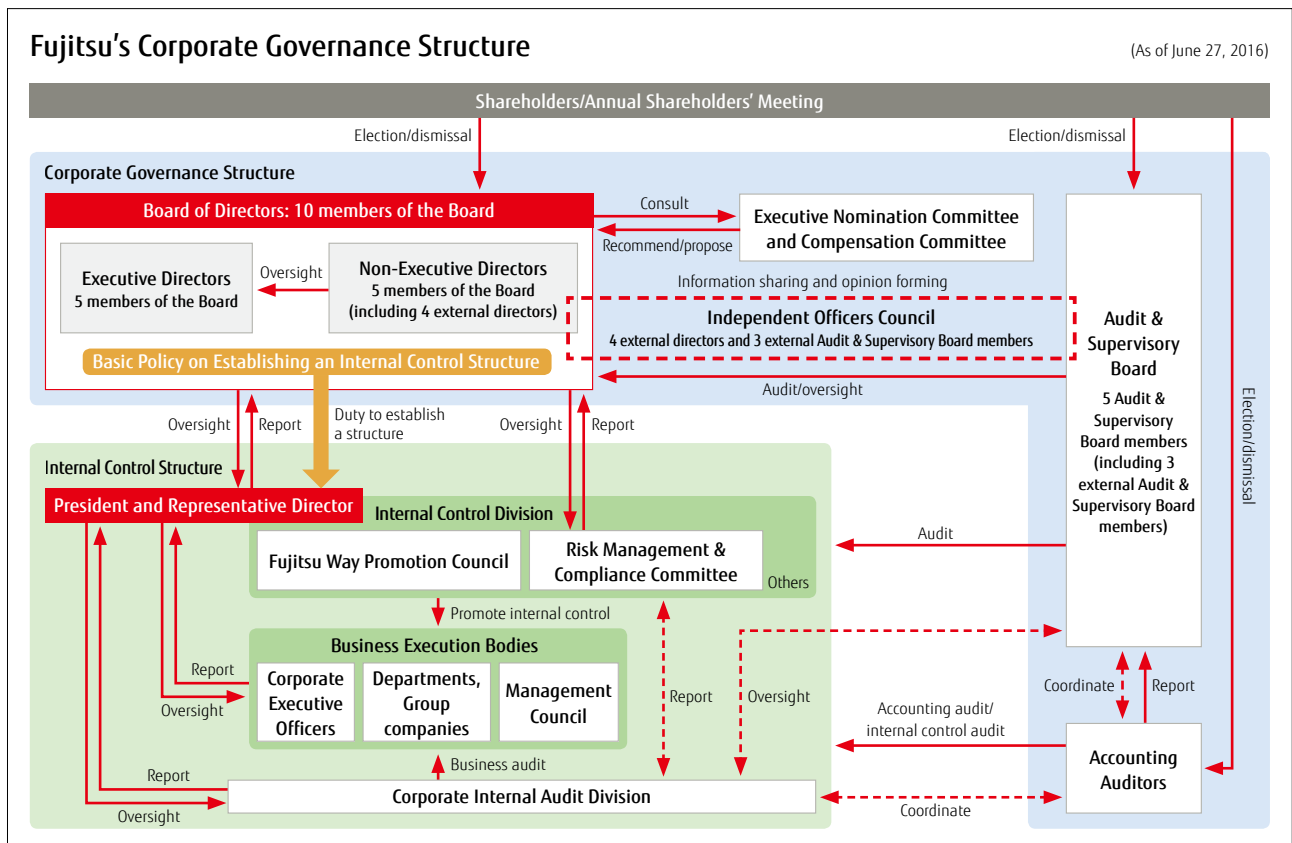 Fujitsu's Corporate Governance Structure
(As of June 27, 2016)
Shareholders/Annual Shareholders' Meeting
Election/dismissal
Election/dismissal
Corporate Governance Structure
Board of Directors: 10 members of the Board
Consult
Recommend/propose
Executive Nomination Committee
and Compensation Committee
Executive Directors
5 members of the Board
Oversight
Non-Executive Directors
5 members of the Board
(including 4 external directors)
Information sharing and opinion forming
Independent Officers Council
4 external directors and 3 external Audit & Supervisory Board members
Basic Policy on Establishing an Internal Control Structure
Audit/oversight
Audit &
Supervisory
Board
5 Audit &
Supervisory
Board members
(including 3
external Audit &
Supervisory Board
members)
Election/dismissal
Oversight
Report
Duty to establish
a structure
Oversight
Report
Internal Control Structure
President and Representative Director
Internal Control Division
Fujitsu Way Promotion Council
Risk Management &
Compliance Committee
Others
Audit
Promote internal control
Business Execution Bodies
Corporate
Executive
Officers
Departments,
Group
companies
Management
Council
Report
Oversight
Report
Oversight
Coordinate
Report
Accounting audit/
internal control audit
Accounting
Auditors
Business audit
Report
Oversight
Corporate Internal Audit Division
Coordinate